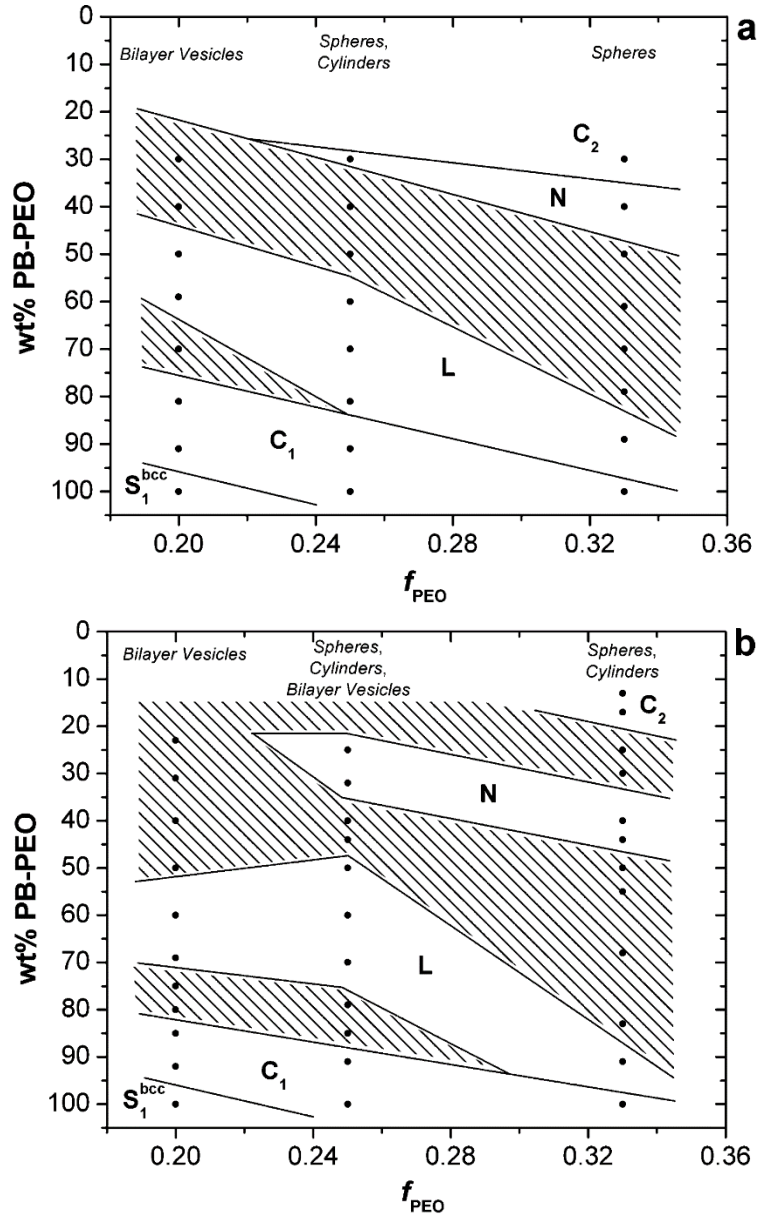 a
Bilayer Vesicles
Spheres,
Cylinders
Spheres
0
10
20
30
40
50
60
70
80
90
100
wt% PB-PEO
C₂
N
L
C₁
S₁ᵇᶜᶜ
0.20 0.24 0.28 0.32 0.36
f_PEO
b
Bilayer Vesicles
Spheres,
Cylinders,
Bilayer Vesicles
Spheres,
Cylinders
0
10
20
30
40
50
60
70
80
90
100
wt% PB-PEO
C₂
N
L
C₁
S₁ᵇᶜᶜ
0.20 0.24 0.28 0.32 0.36
f_PEO